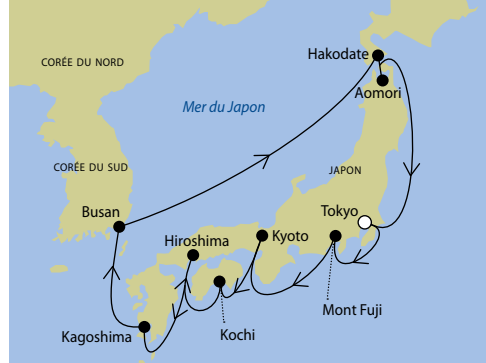 Hakodate
CORÉE DU NORD
Aomori
Mer du Japon
CORÉE DU SUD
JAPON
Busan
Tokyo
Hiroshima
Kyoto
Mont Fuji
Kagoshima
Kochi